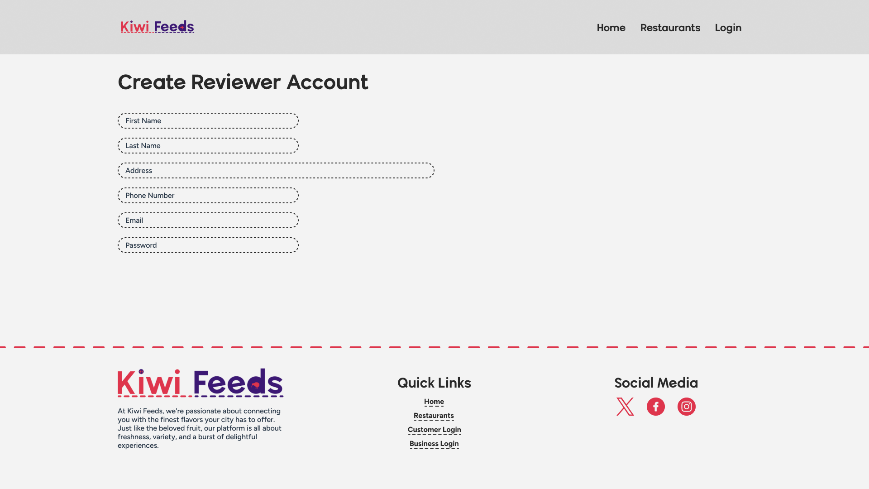 Kiwi Feeds
Home Restaurants Login
Create Reviewer Account
First Name
Last Name
Address
Phone Number
Email
Password
Kiwi Feeds
At Kiwi Feeds, we're passionate about connecting
you with the finest flavors your city has to offer.
Just like the beloved fruit, our platform is all about
freshness, variety, and a burst of delightful
experiences.
Quick Links
Home
Restaurants
Customer Login
Business Login
Social Media